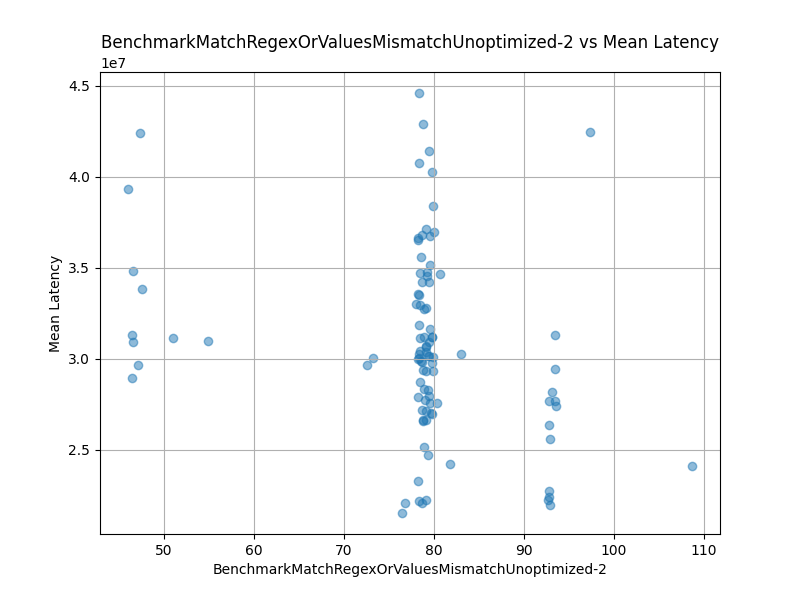 BenchmarkMatchRegexOrValuesMismatchUnoptimized-2 vs Mean Latency
1e7
4.5
4.0
3.5
3.0
2.5
Mean Latency
50 60 70 80 90 100 110
BenchmarkMatchRegexOrValuesMismatchUnoptimized-2